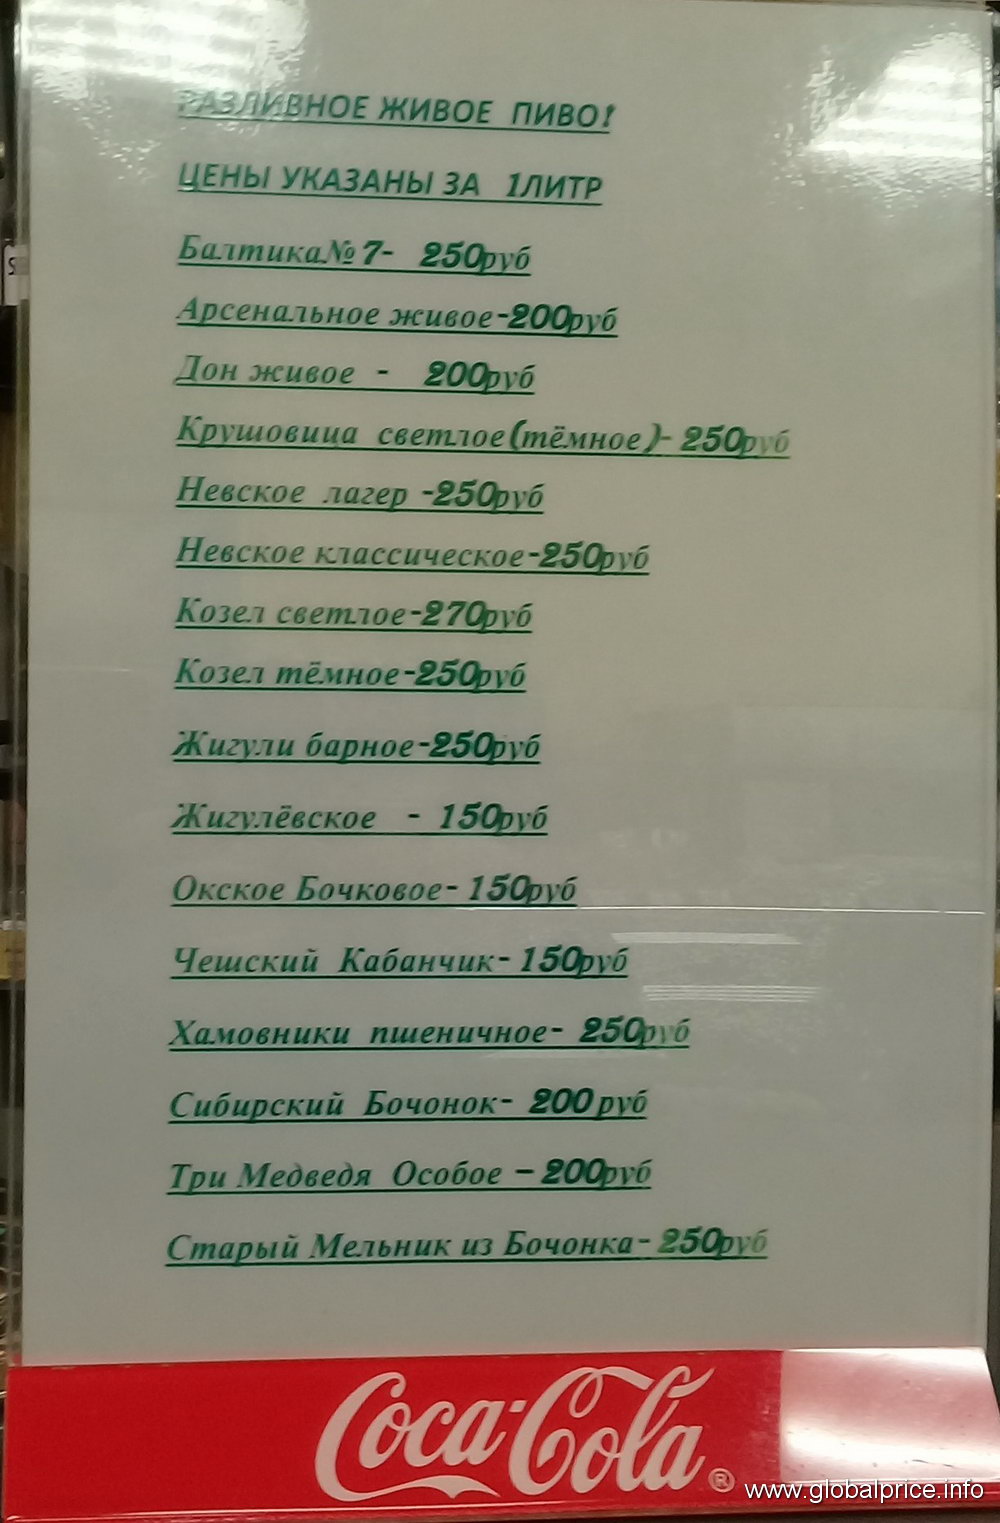 РАЗЛИВНОЕ ЖИВОЕ ПИВО!
ЦЕНЫ УКАЗАНЫ ЗА 1ЛИТР
Балтика№7- 250руб
Арсенальное живое-200руб
Дон живое - 200руб
Крушовица светлое(тёмное)- 250руб
Невское лагер -250руб
Невское классическое-250руб
Козел светлое-270руб
Козел тёмное-250руб
Жигули барное-250руб
Жигулёвское - 150руб
Окское Бочковое- 150руб
Чешский Кабанчик- 150руб
Хамовники пшеничное- 250руб
Сибирский Бочонок- 200 руб
Три Медведя Особое – 200руб
Старый Мельник из Бочонка- 250руб
Coca-Cola®
www.globalprice.info